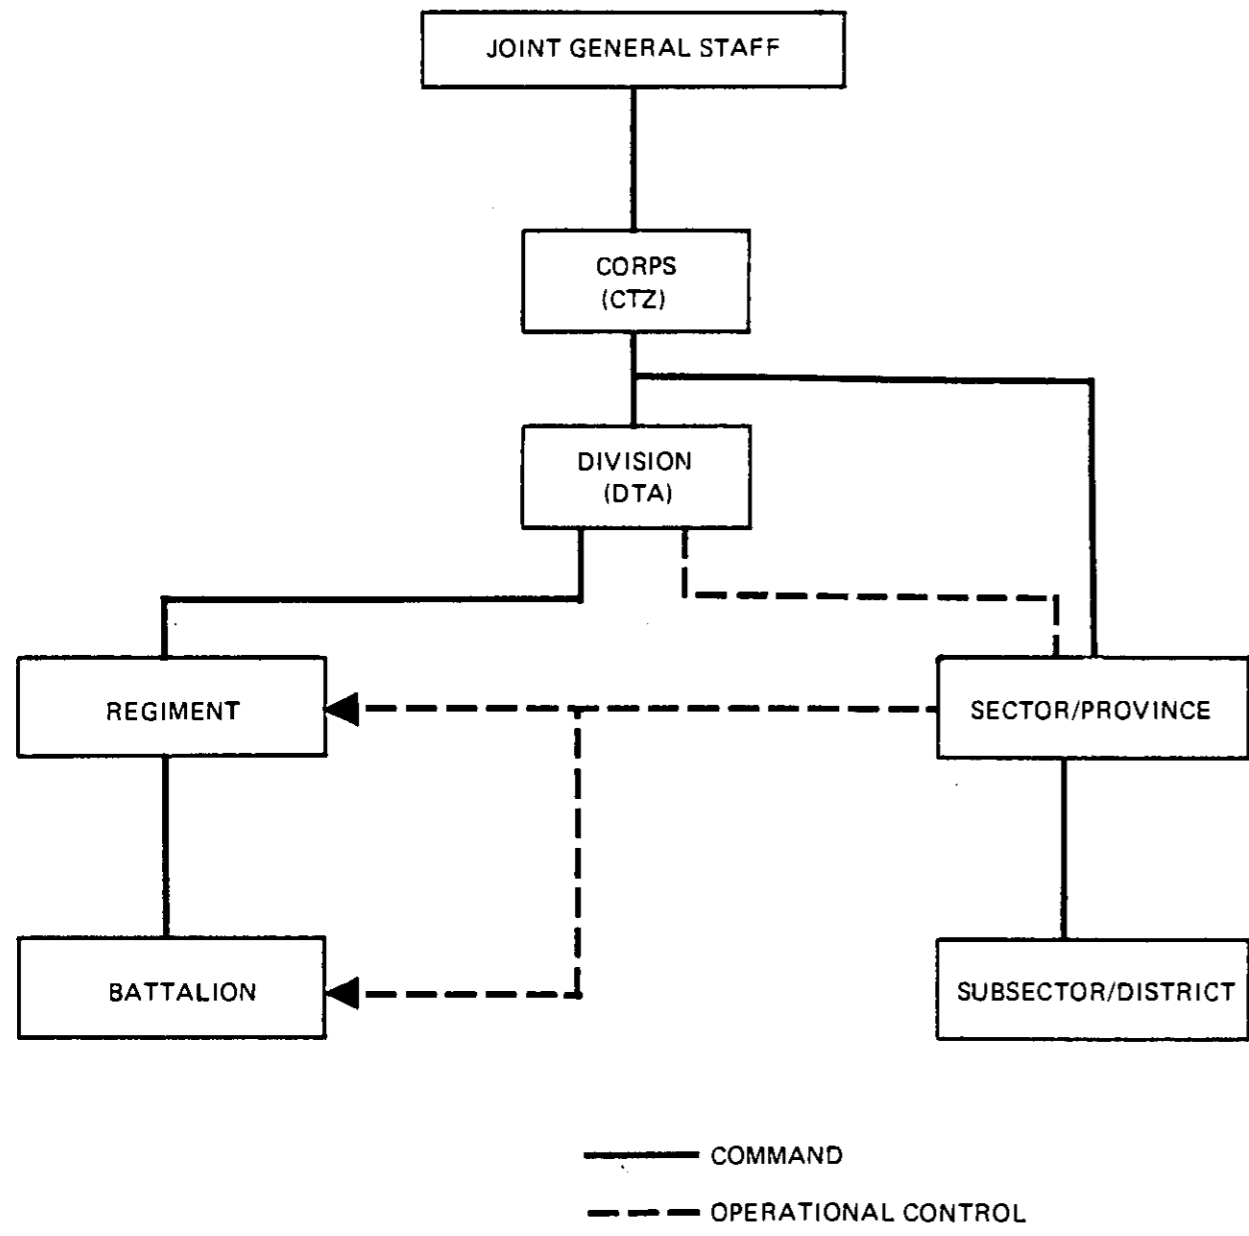 JOINT GENERAL STAFF
CORPS
(CTZ)
DIVISION
(DTA)
REGIMENT
SECTOR/PROVINCE
BATTALION
SUBSECTOR/DISTRICT
COMMAND
OPERATIONAL CONTROL